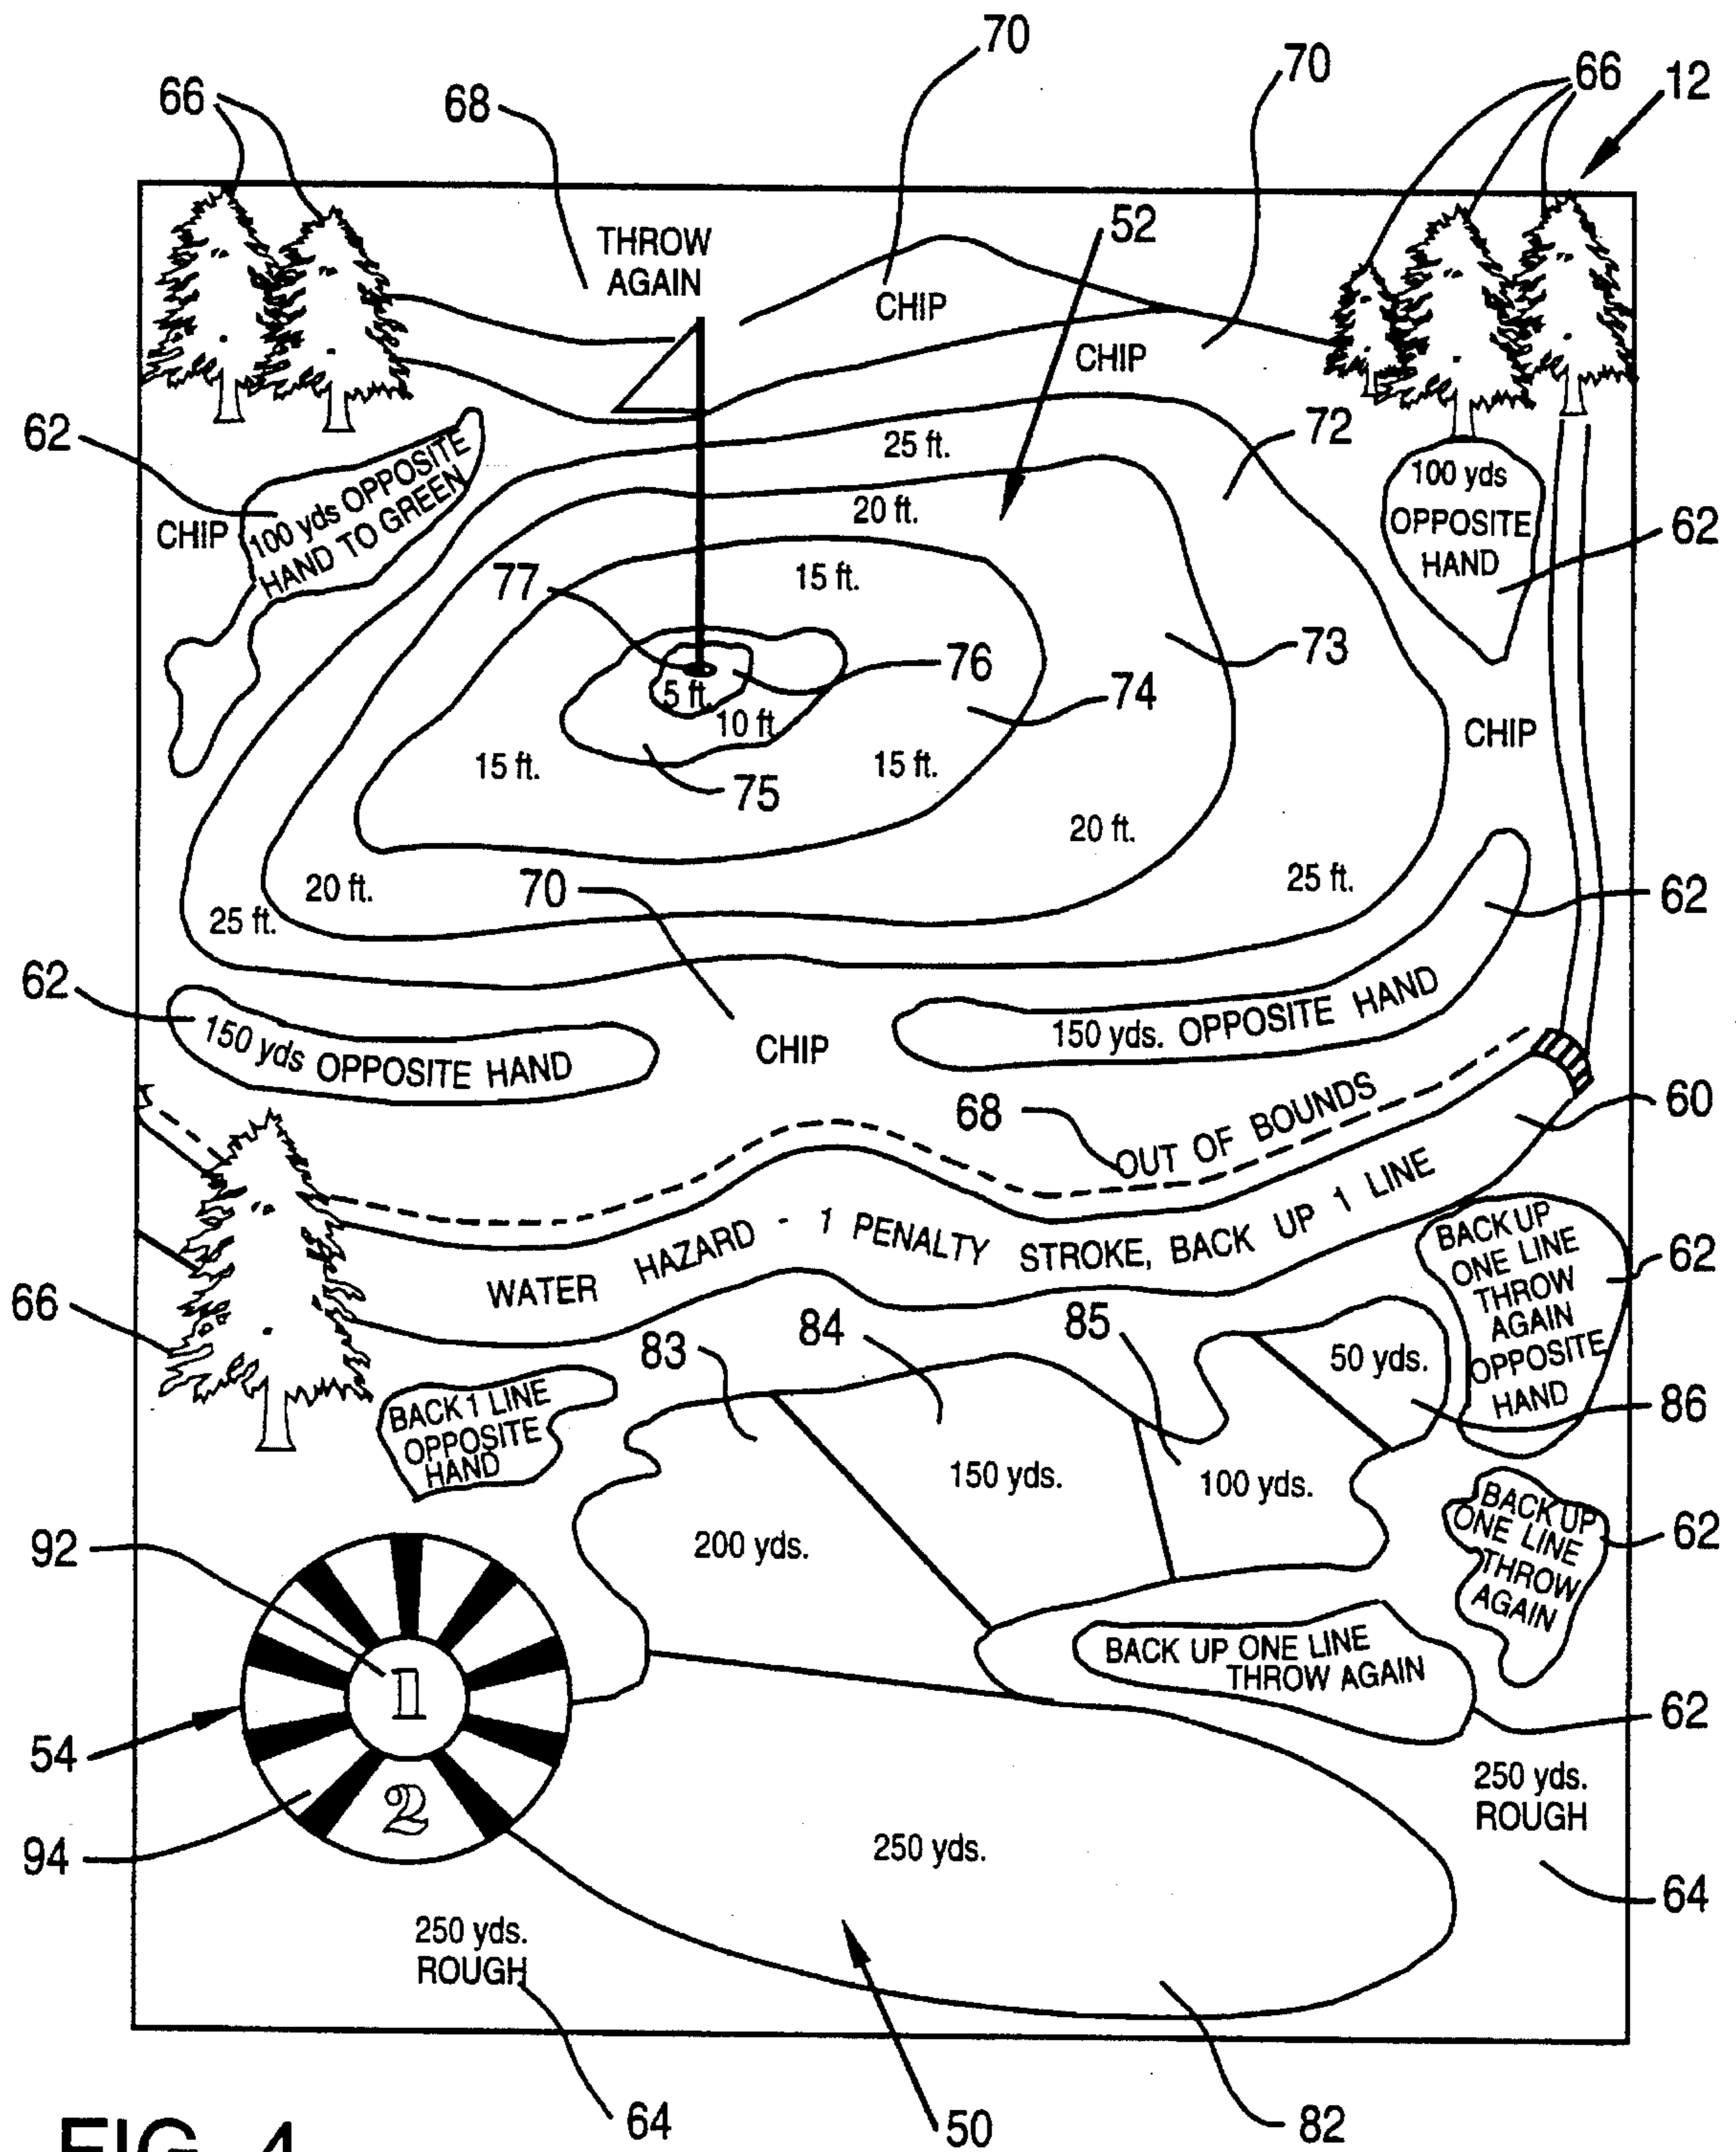 70
70
66
68
66
12
THROW
AGAIN
52
CHIP
CHIP
62
25 ft.
72
100 yds OPPOSITE
HAND TO GREEN
CHIP
20 ft.
100 yds
OPPOSITE
HAND
62
77
15 ft.
76
73
5 ft.
74
10 ft.
CHIP
15 ft.
15 ft.
75
20 ft.
20 ft.
70
25 ft.
62
25 ft.
62
150 yds OPPOSITE HAND
CHIP
150 yds. OPPOSITE HAND
68
OUT OF BOUNDS
60
WATER HAZARD - 1 PENALTY STROKE, BACK UP 1 LINE
BACK UP
ONE LINE
THROW
AGAIN
OPPOSITE
HAND
62
66
83
84
85
50 yds.
86
BACK 1 LINE
OPPOSITE
HAND
150 yds.
100 yds.
BACK UP
ONE LINE
THROW
AGAIN
62
92
200 yds.
BACK UP ONE LINE
THROW AGAIN
62
1
54
2
250 yds.
ROUGH
94
250 yds.
64
250 yds.
ROUGH
64
50
82
FIG. 4